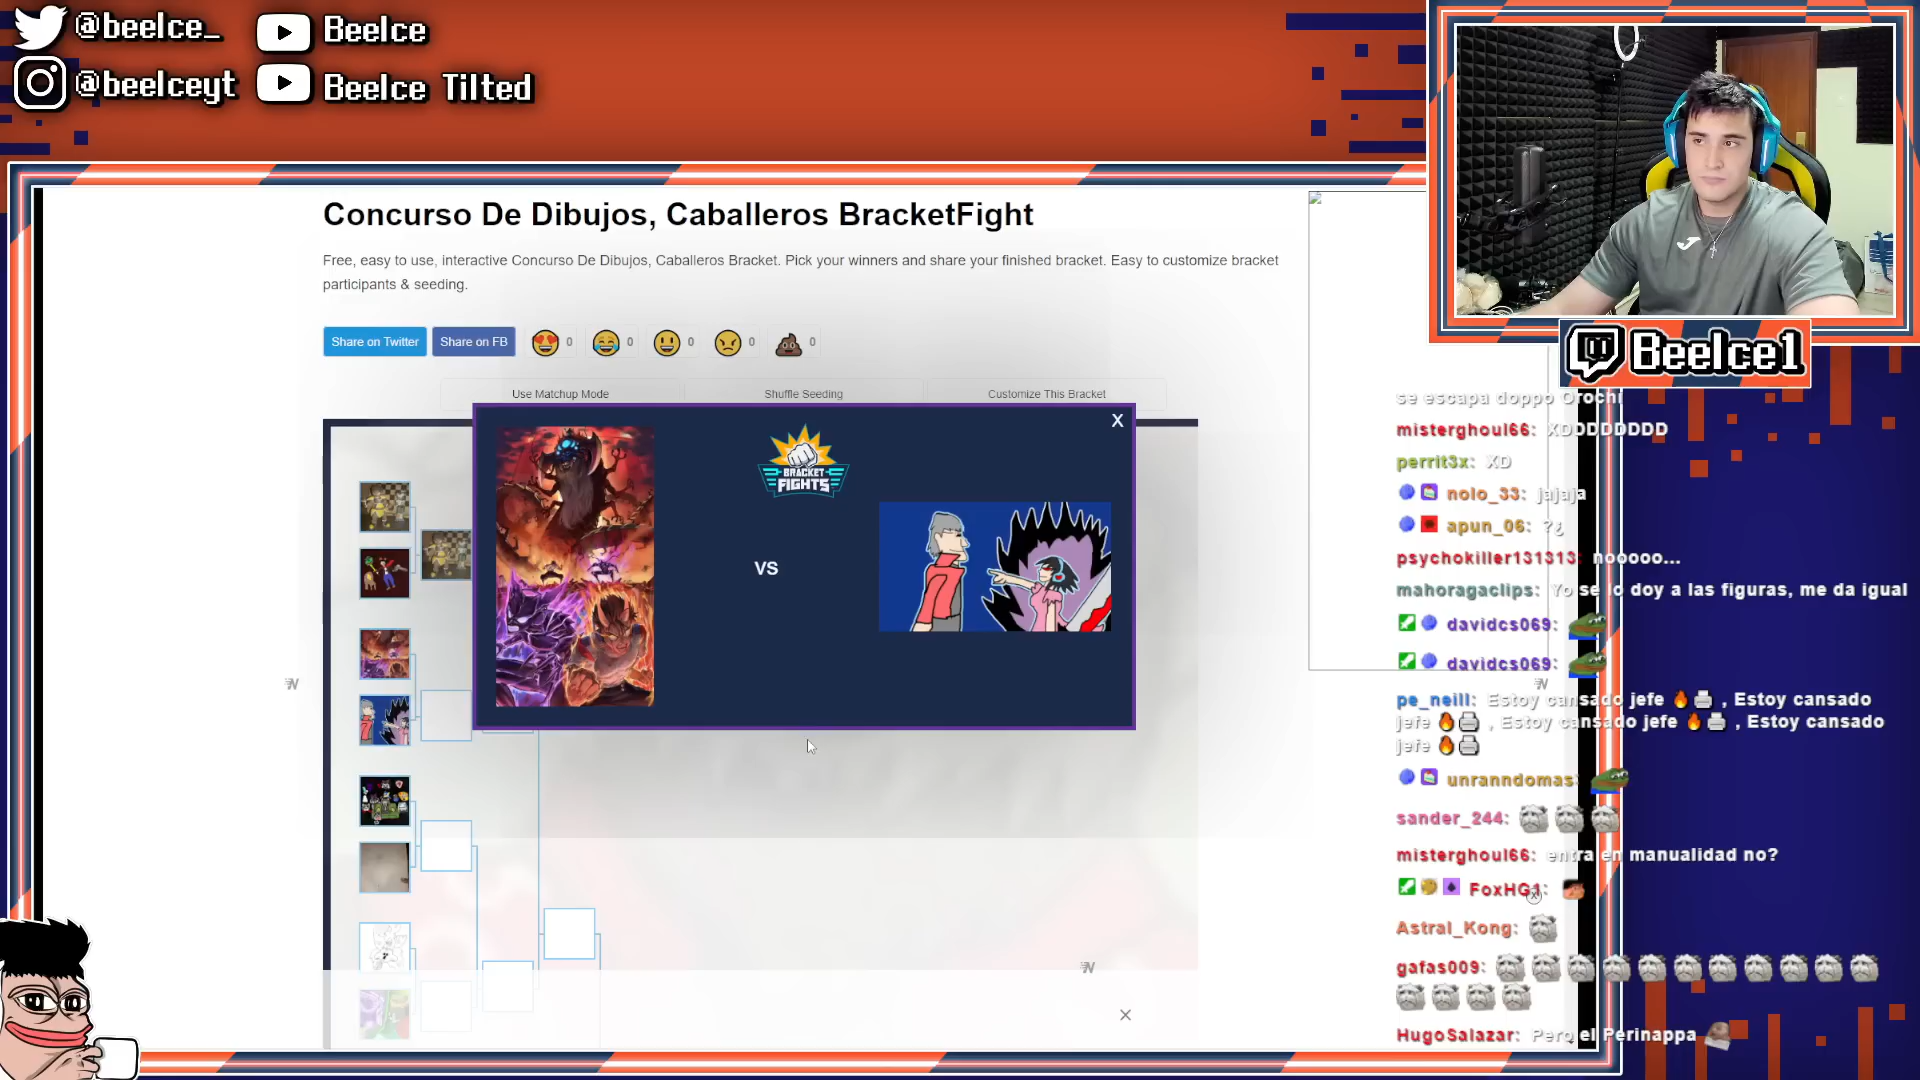 @beelce_
Beelce
@beelceyt
Beelce Tilted
Concurso De Dibujos, Caballeros BracketFight
Free, easy to use, interactive Concurso De Dibujos, Caballeros Bracket. Pick your winners and share your finished bracket. Easy to customize bracket
participants & seeding.
Share on Twitter
Share on FB
0
0
0
0
0
Use Matchup Mode
Shuffle Seeding
Customize This Bracket
X
BRACKET
FIGHTS
VS
Beelce1
se escapa doppo Orochi
misterghoul66: XDDDDDDDD
perrit3x: XD
nolo_33: jajaja
apun_06: ?¿
psychokiller131313: nooooo...
mahoragaclips: Yo se lo doy a las figuras, me da igual
davidcs069:
davidcs069:
pe_neill: Estoy cansado jefe 🔥🖨 , Estoy cansado
jefe 🔥🖨 , Estoy cansado jefe 🔥🖨 , Estoy cansado
jefe 🔥🖨
unranndomas:
sander_244:
misterghoul66: entra en manualidad no?
FoxHG1:
Astral_Kong:
gafas009:
HugoSalazar: Pero el Perinappa